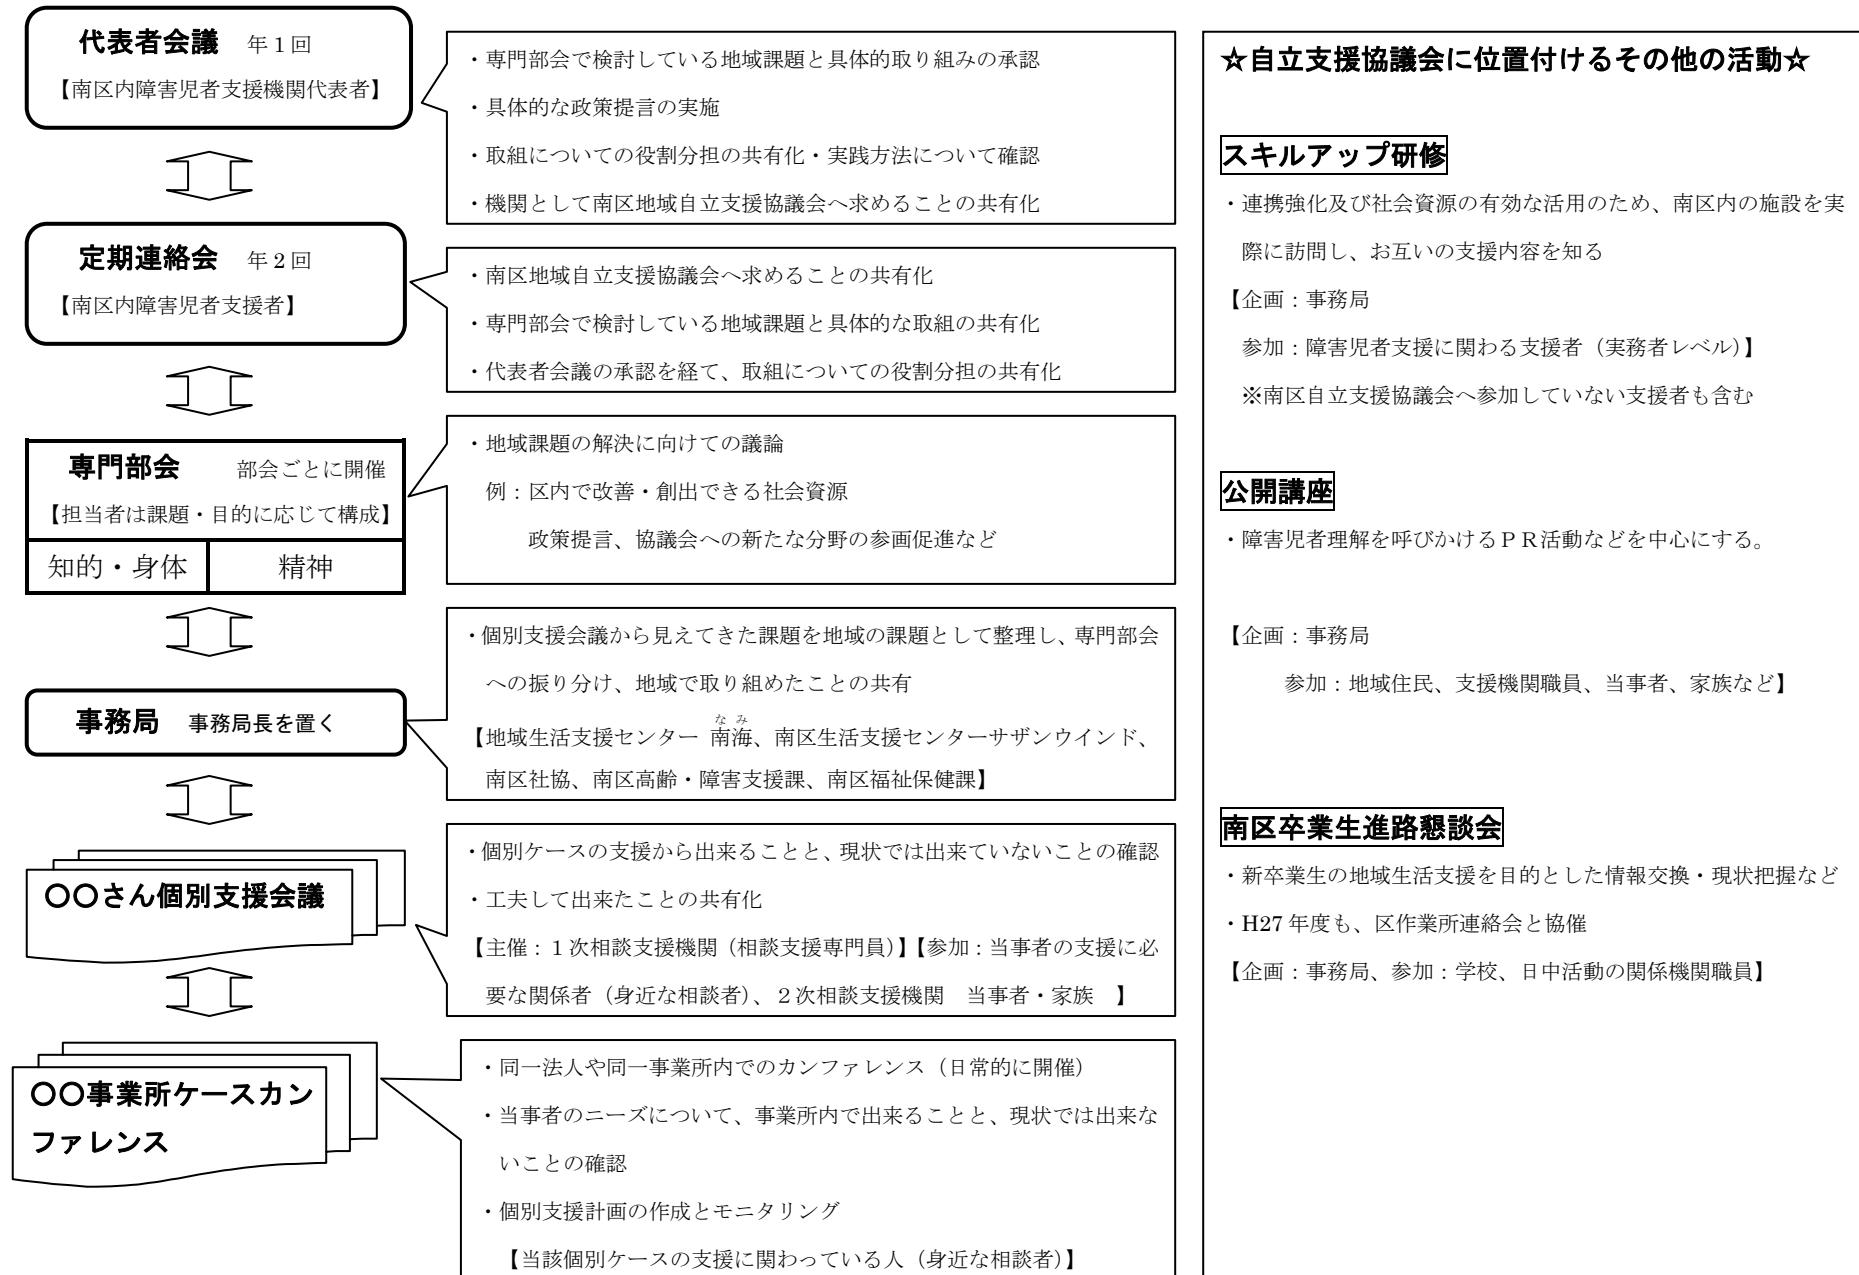 代表者会議 年１回
【南区内障害児者支援機関代表者】
・専門部会で検討している地域課題と具体的取り組みの承認
・具体的な政策提言の実施
・取組についての役割分担の共有化・実践方法について確認
・機関として南区地域自立支援協議会へ求めることの共有化
定期連絡会 年２回
【南区内障害児者支援者】
・南区地域自立支援協議会へ求めることの共有化
・専門部会で検討している地域課題と具体的な取組の共有化
・代表者会議の承認を経て、取組についての役割分担の共有化
専門部会 部会ごとに開催
【担当者は課題・目的に応じて構成】
知的・身体 精神
・地域課題の解決に向けての議論
例：区内で改善・創出できる社会資源
政策提言、協議会への新たな分野の参画促進など
事務局 事務局長を置く
・個別支援会議から見えてきた課題を地域の課題として整理し、専門部会
への振り分け、地域で取り組めたことの共有
なみ
【地域生活支援センター 南海、南区生活支援センターサザンウインド、
南区社協、南区高齢・障害支援課、南区福祉保健課】
〇〇さん個別支援会議
・個別ケースの支援から出来ることと、現状では出来ていないことの確認
・工夫して出来たことの共有化
【主催：１次相談支援機関（相談支援専門員）】【参加：当事者の支援に必
要な関係者（身近な相談者）、２次相談支援機関　当事者・家族　】
〇〇事業所ケースカン
ファレンス
・同一法人や同一事業所内でのカンファレンス（日常的に開催）
・当事者のニーズについて、事業所内で出来ることと、現状では出来な
いことの確認
・個別支援計画の作成とモニタリング
【当該個別ケースの支援に関わっている人（身近な相談者）】
☆自立支援協議会に位置付けるその他の活動☆
スキルアップ研修
・連携強化及び社会資源の有効な活用のため、南区内の施設を実
際に訪問し、お互いの支援内容を知る
【企画：事務局
参加：障害児者支援に関わる支援者（実務者レベル）】
※南区自立支援協議会へ参加していない支援者も含む
公開講座
・障害児者理解を呼びかけるＰＲ活動などを中心にする。
【企画：事務局
参加：地域住民、支援機関職員、当事者、家族など】
南区卒業生進路懇談会
・新卒業生の地域生活支援を目的とした情報交換・現状把握など
・H27 年度も、区作業所連絡会と協催
【企画：事務局、参加：学校、日中活動の関係機関職員】